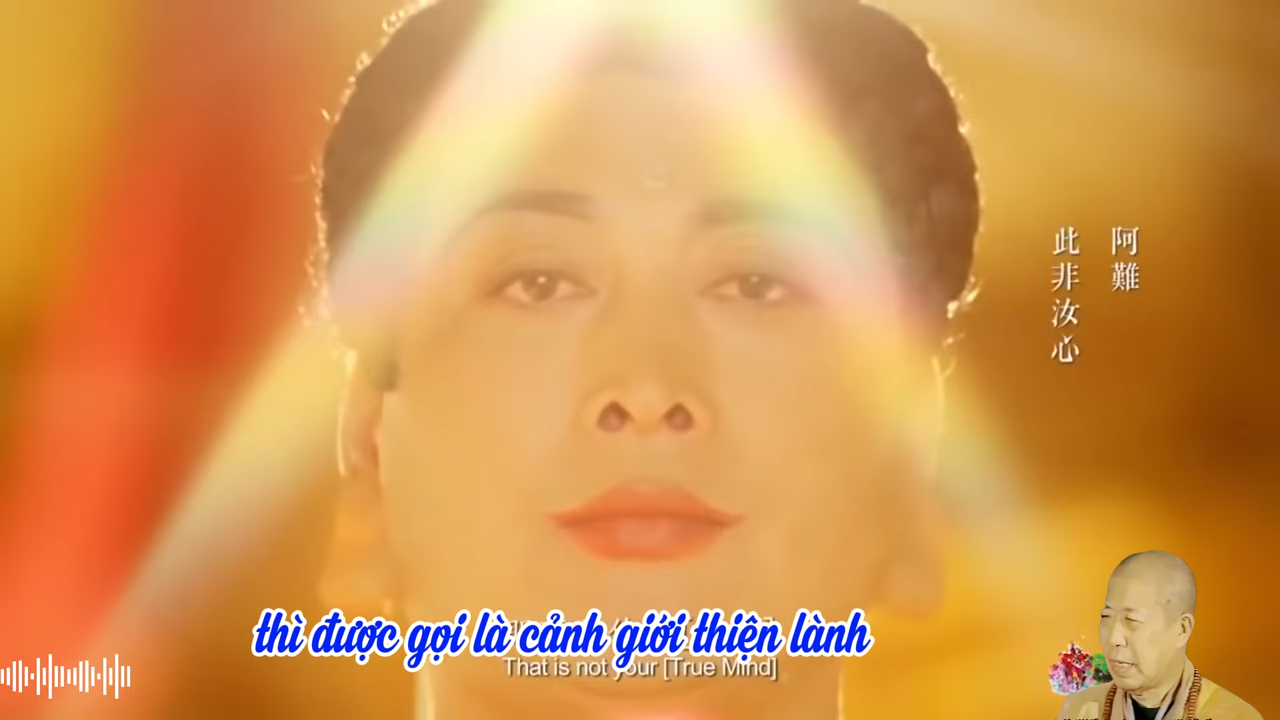 阿難
此非汝心
thì được gọi là cảnh giới thiện lành
That is not your [True Mind]